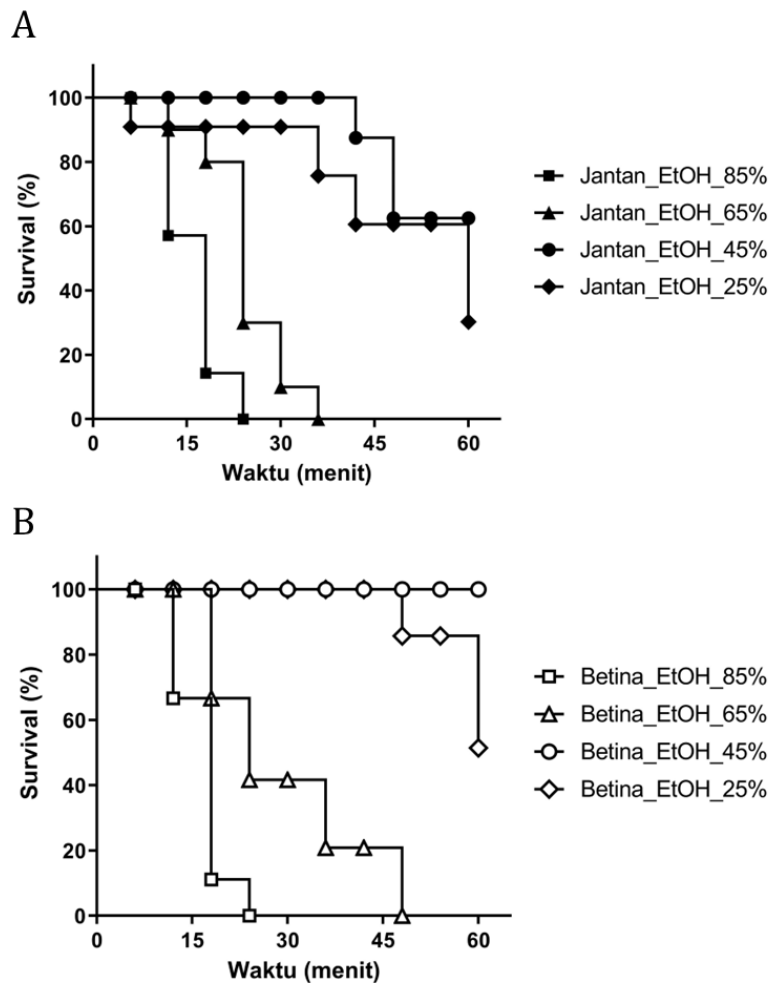 A
Survival (%)
100
80
60
40
20
0
0 15 30 45 60
Waktu (menit)
Jantan_EtOH_85%
Jantan_EtOH_65%
Jantan_EtOH_45%
Jantan_EtOH_25%
B
Survival (%)
100
80
60
40
20
0
0 15 30 45 60
Waktu (menit)
Betina_EtOH_85%
Betina_EtOH_65%
Betina_EtOH_45%
Betina_EtOH_25%